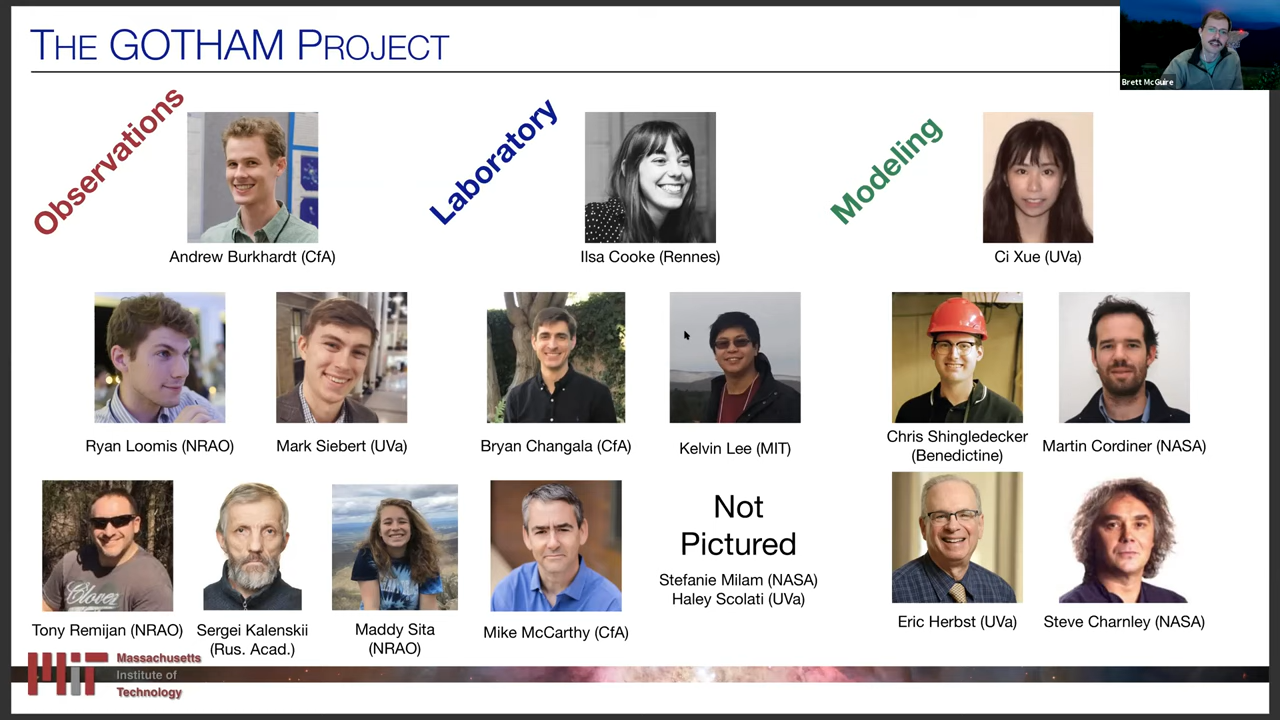 THE GOTHAM PROJECT
Brett McGuire
Observations
Laboratory
Modeling
Andrew Burkhardt (CfA)
Ilsa Cooke (Rennes)
Ci Xue (UVa)
Ryan Loomis (NRAO)
Mark Siebert (UVa)
Bryan Changala (CfA)
Kelvin Lee (MIT)
Chris Shingledecker
(Benedictine)
Martin Cordiner (NASA)
Clover
Not
Pictured
Stefanie Milam (NASA)
Haley Scolati (UVa)
Tony Remijan (NRAO)
Sergei Kalenskii
(Rus. Acad.)
Maddy Sita
(NRAO)
Mike McCarthy (CfA)
Eric Herbst (UVa)
Steve Charnley (NASA)
MIT
Massachusetts
Institute of
Technology